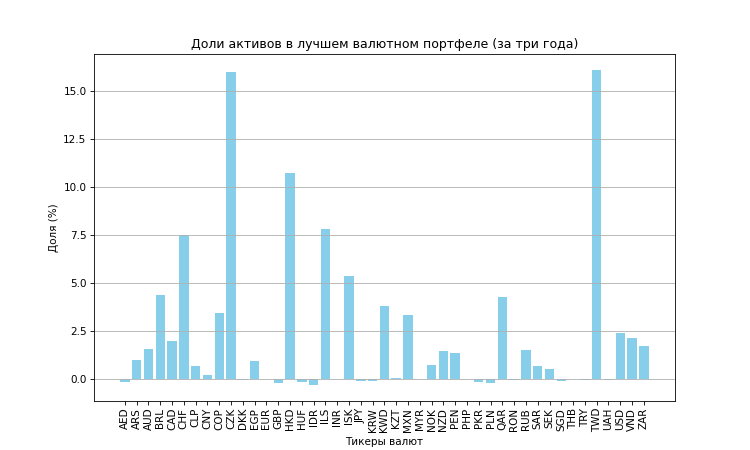 Доли активов в лучшем валютном портфеле (за три года)
Доля (%)
15.0
12.5
10.0
7.5
5.0
2.5
0.0
AED ARS AUD BRL CAD CHF CLP CNY COP CZK DKK EGP EUR GBP HKD HUF IDR ILS INR ISK JPY KRW KWD KZT MXN MYR NOK NZD PEN PHP PKR PLN QAR RON RUB SAR SEK SGD THB TRY TWD UAH USD VND ZAR
Тикеры валют